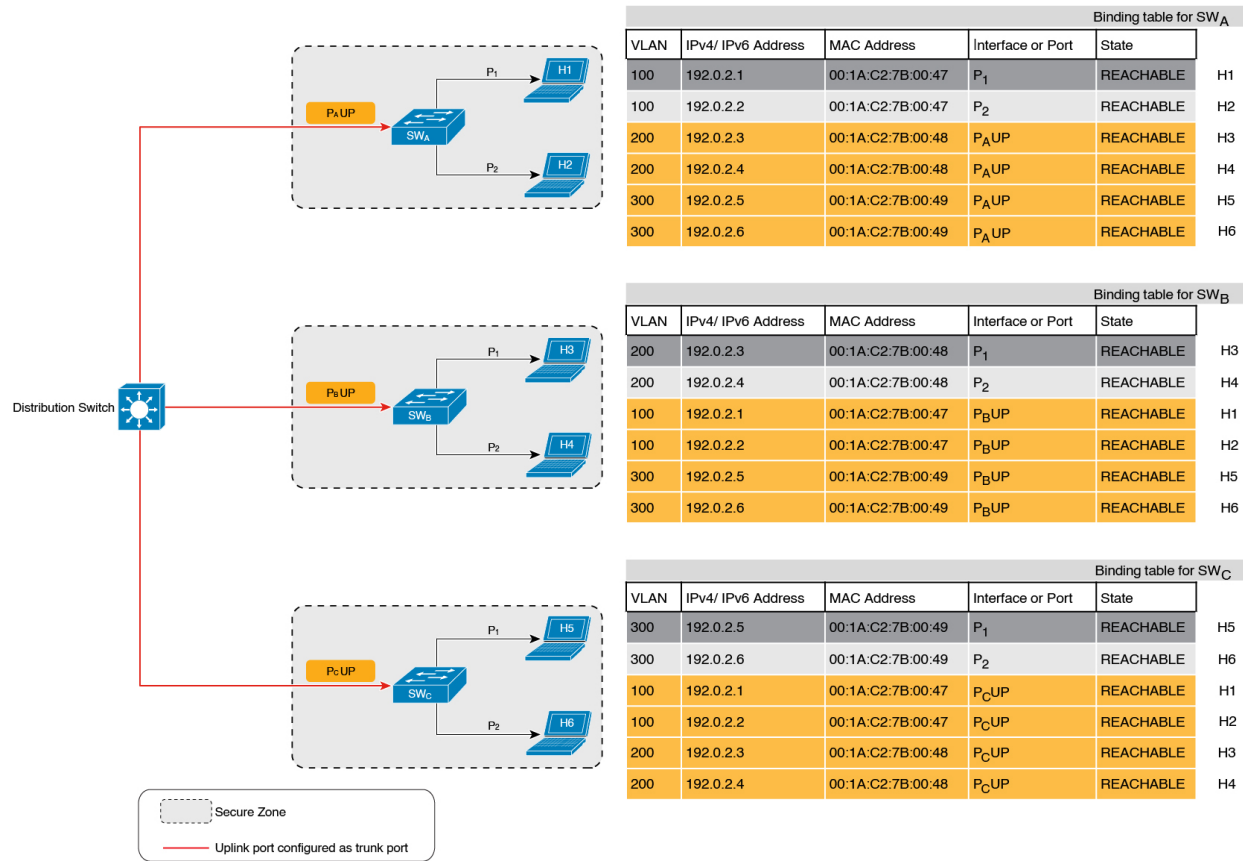 Binding table for SWA
VLAN IPv4/ IPv6 Address MAC Address Interface or Port State
100 192.0.2.1 00:1A:C2:7B:00:47 P1 REACHABLE H1
100 192.0.2.2 00:1A:C2:7B:00:47 P2 REACHABLE H2
200 192.0.2.3 00:1A:C2:7B:00:48 PAUP REACHABLE H3
200 192.0.2.4 00:1A:C2:7B:00:48 PAUP REACHABLE H4
300 192.0.2.5 00:1A:C2:7B:00:49 PAUP REACHABLE H5
300 192.0.2.6 00:1A:C2:7B:00:49 PAUP REACHABLE H6
P1
H1
PAUP
SWA
P2
H2
Binding table for SWB
VLAN IPv4/ IPv6 Address MAC Address Interface or Port State
200 192.0.2.3 00:1A:C2:7B:00:48 P1 REACHABLE H3
200 192.0.2.4 00:1A:C2:7B:00:48 P2 REACHABLE H4
100 192.0.2.1 00:1A:C2:7B:00:47 PBUP REACHABLE H1
100 192.0.2.2 00:1A:C2:7B:00:47 PBUP REACHABLE H2
300 192.0.2.5 00:1A:C2:7B:00:49 PBUP REACHABLE H5
300 192.0.2.6 00:1A:C2:7B:00:49 PBUP REACHABLE H6
P1
H3
PBUP
Distribution Switch
SWB
P2
H4
Binding table for SWC
VLAN IPv4/ IPv6 Address MAC Address Interface or Port State
300 192.0.2.5 00:1A:C2:7B:00:49 P1 REACHABLE H5
300 192.0.2.6 00:1A:C2:7B:00:49 P2 REACHABLE H6
100 192.0.2.1 00:1A:C2:7B:00:47 PCUP REACHABLE H1
100 192.0.2.2 00:1A:C2:7B:00:47 PCUP REACHABLE H2
200 192.0.2.3 00:1A:C2:7B:00:48 PCUP REACHABLE H3
200 192.0.2.4 00:1A:C2:7B:00:48 PCUP REACHABLE H4
P1
H5
PCUP
SWC
P2
H6
Secure Zone
Uplink port configured as trunk port